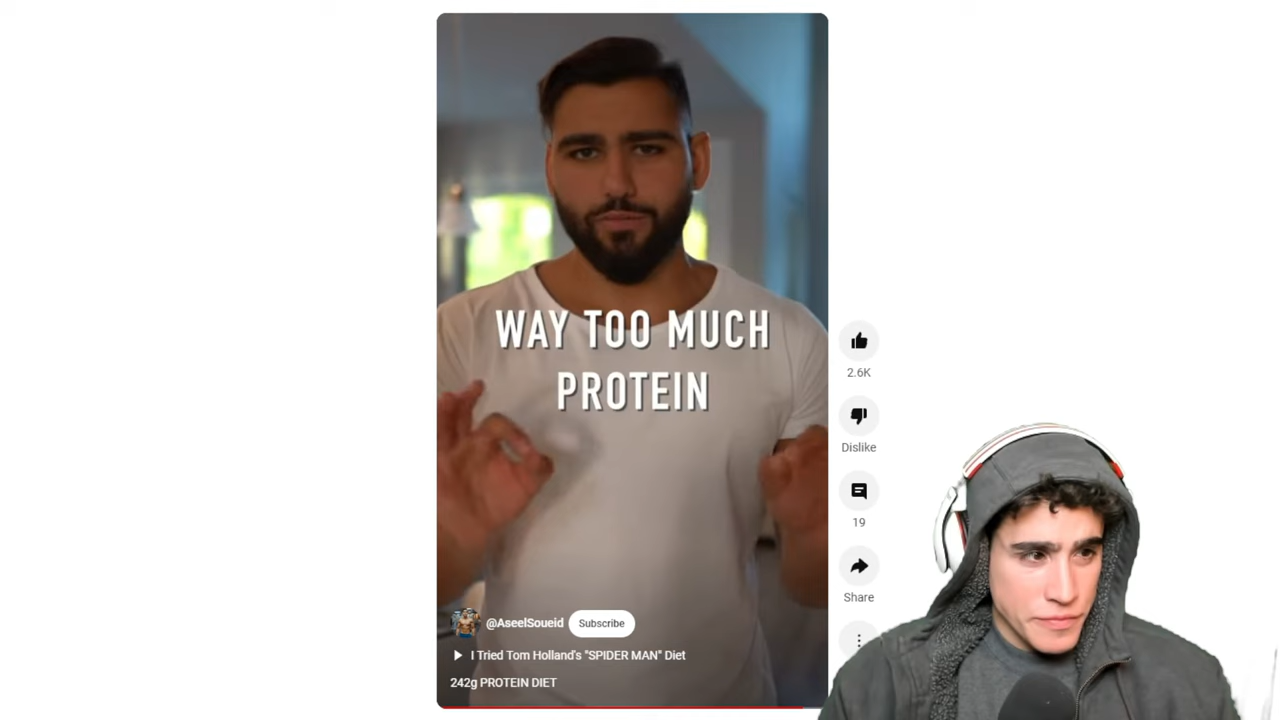 WAY TOO MUCH
PROTEIN
2.6K
Dislike
19
Share
@AseelSoueid Subscribe
I Tried Tom Holland's "SPIDER MAN" Diet
242g PROTEIN DIET